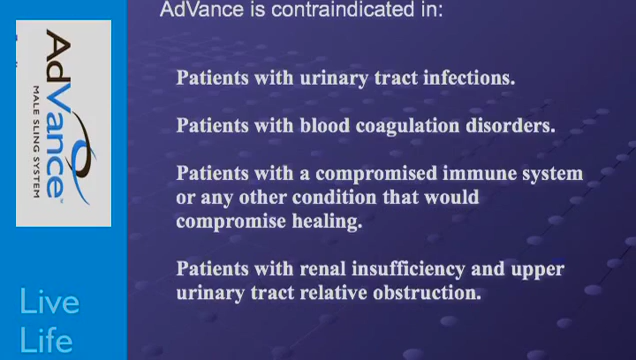 AdVance is contraindicated in:
Patients with urinary tract infections.
Patients with blood coagulation disorders.
Patients with a compromised immune system
or any other condition that would
compromise healing.
Patients with renal insufficiency and upper
urinary tract relative obstruction.
AdVance™
MALE SLING SYSTEM
Live
Life